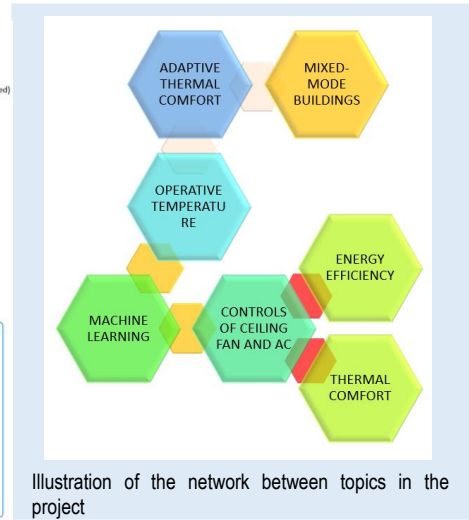 ed)
ADAPTIVE
THERMAL
COMFORT
MIXED-
MODE
BUILDINGS
OPERATIVE
TEMPERATU
RE
ENERGY
EFFICIENCY
MACHINE
LEARNING
CONTROLS
OF CEILING
FAN AND AC
THERMAL
COMFORT
Illustration of the network between topics in the
project